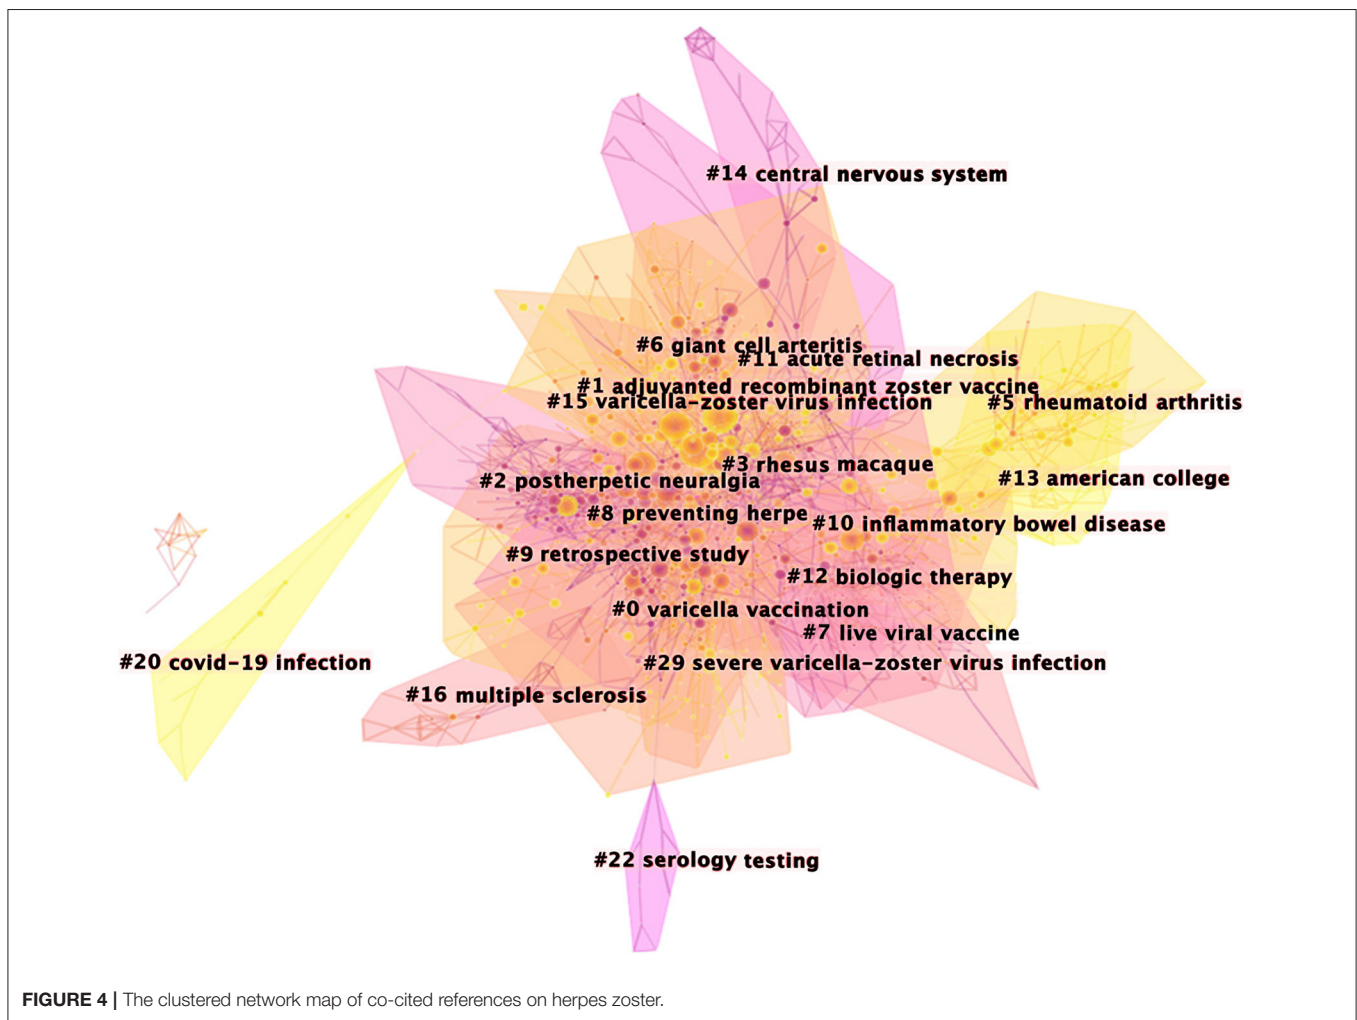 #14 central nervous system
#6 giant cell arteritis
#11 acute retinal necrosis
#1 adjuvanted recombinant zoster vaccine
#15 varicella-zoster virus infection
#5 rheumatoid arthritis
#3 rhesus macaque
#2 postherpetic neuralgia
#13 american college
#8 preventing herpe
#10 inflammatory bowel disease
#9 retrospective study
#12 biologic therapy
#0 varicella vaccination
#7 live viral vaccine
#20 covid-19 infection
#29 severe varicella-zoster virus infection
#16 multiple sclerosis
#22 serology testing
FIGURE 4 | The clustered network map of co-cited references on herpes zoster.